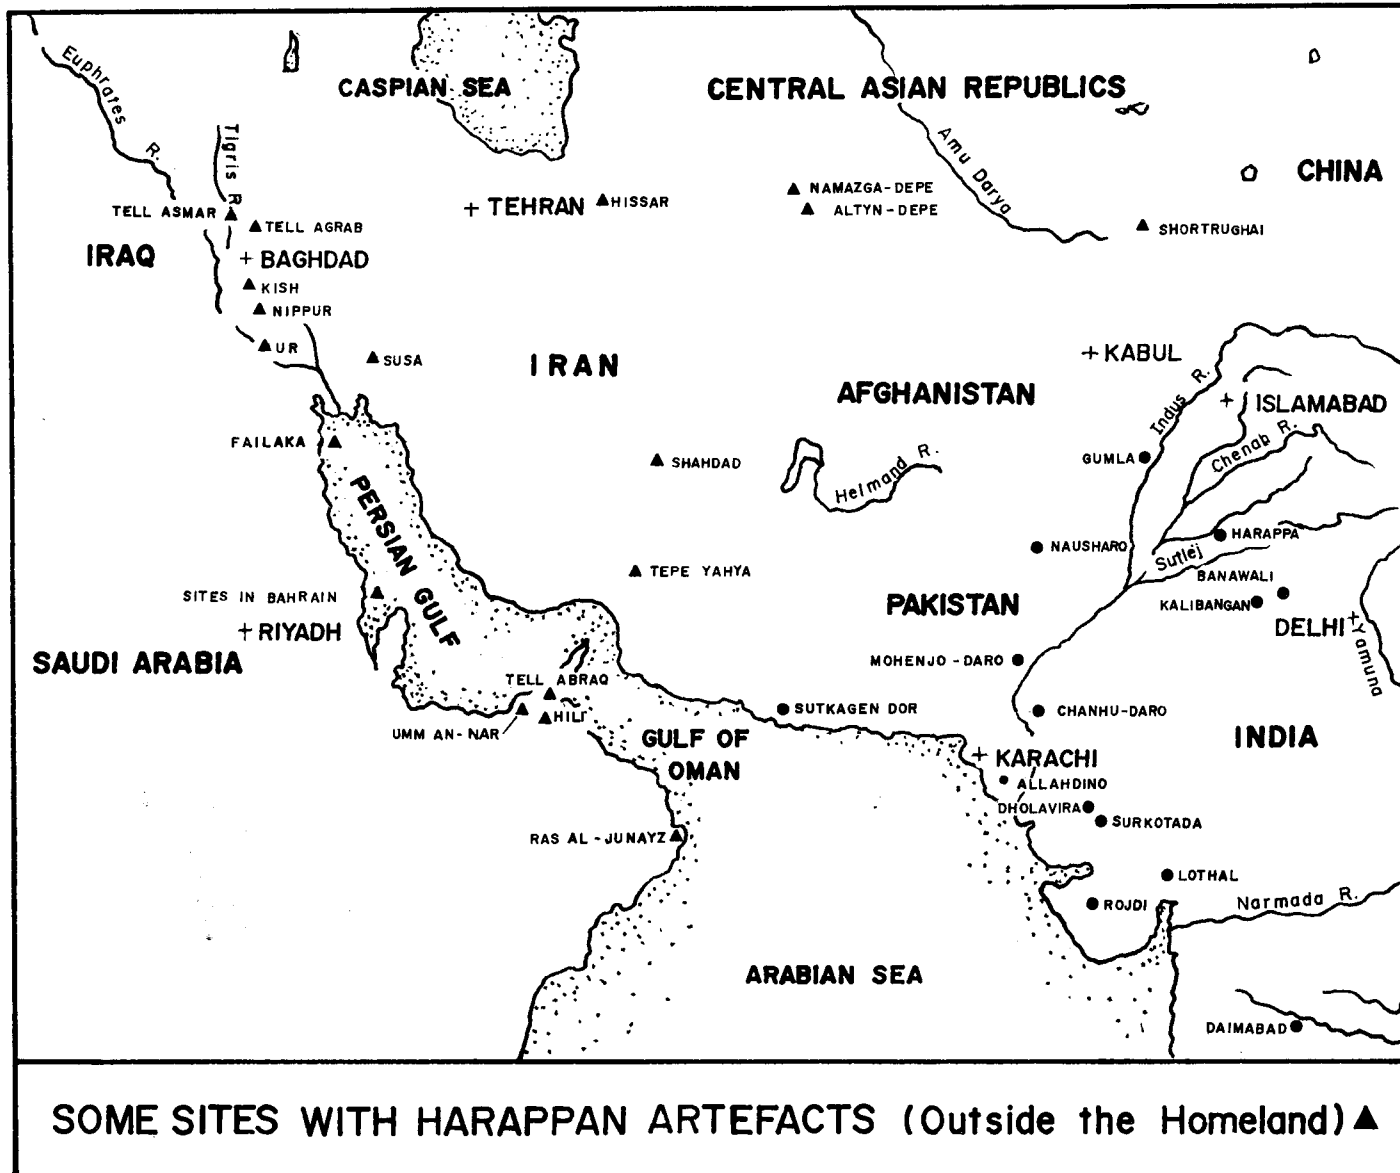 Euphrates R.
Tigris R
CASPIAN SEA
CENTRAL ASIAN REPUBLICS
Amu Darya
CHINA
TELL ASMAR
TELL AGRAB
+ TEHRAN
HISSAR
NAMAZGA-DEPE
ALTYN-DEPE
SHORTRUGHAI
IRAQ
+ BAGHDAD
KISH
NIPPUR
UR
SUSA
IRAN
+ KABUL
AFGHANISTAN
Indus R.
+ ISLAMABAD
Chenab R.
FAILAKA
SHAHDAD
Helmand R.
GUMLA
PERSIAN GULF
NAUSHARO
HARAPPA
Sutlej
BANAWALI
KALIBANGAN
TEPE YAHYA
SITES IN BAHRAIN
+ RIYADH
PAKISTAN
DELHI +
Yamuna
SAUDI ARABIA
MOHENJO-DARO
TELL ABRAQ
HILI
UMM AN-NAR
SUTKAGEN DOR
CHANHU-DARO
GULF OF
OMAN
INDIA
+ KARACHI
ALLAHDINO
DHOLAVIRA
SURKOTADA
RAS AL-JUNAYZ
LOTHAL
ROJDI
Narmada R.
ARABIAN SEA
DAIMABAD
SOME SITES WITH HARAPPAN ARTEFACTS (Outside the Homeland) ▲